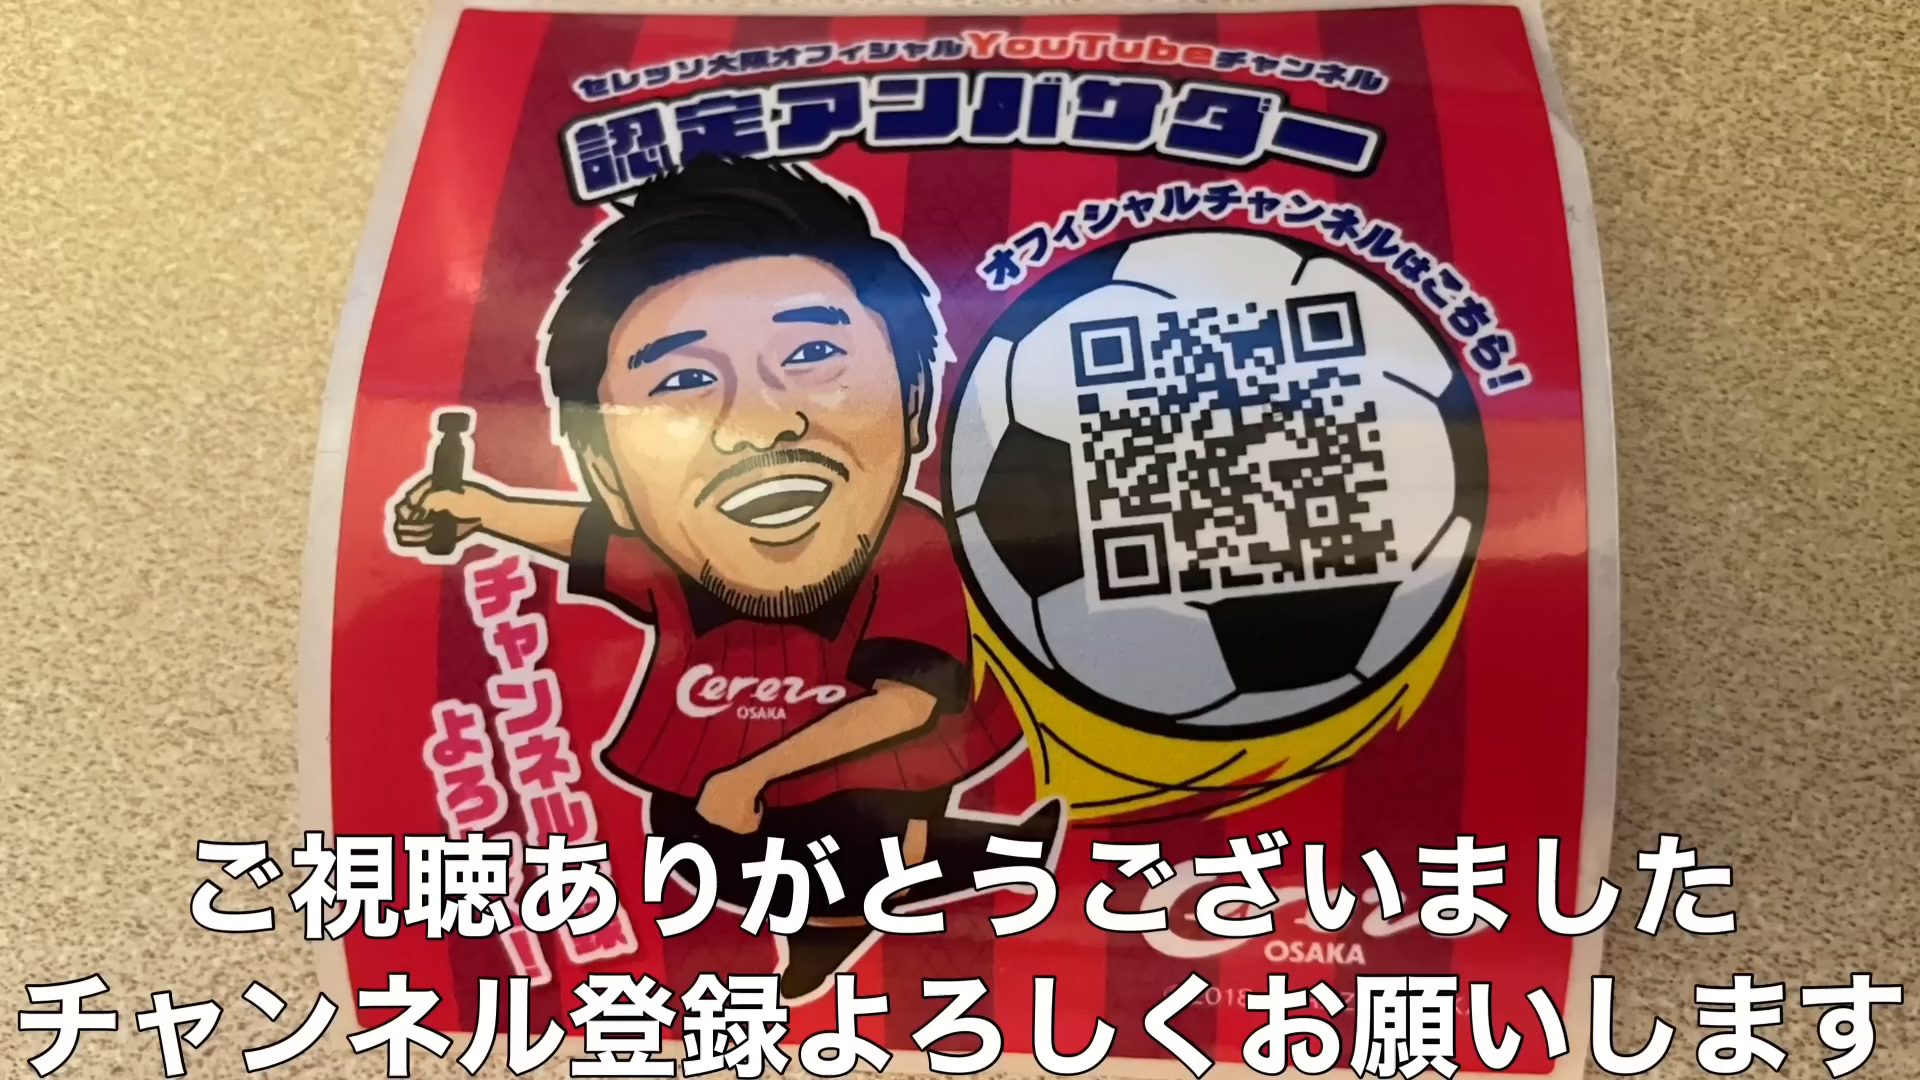 セレッソ大阪オフィシャルYouTubeチャンネル
認定アンバサダー
オフィシャルチャンネルはこちら!
チャンネル
よろ
Cerezo
OSAKA
OSAKA
ご視聴ありがとうございました
チャンネル登録よろしくお願いします